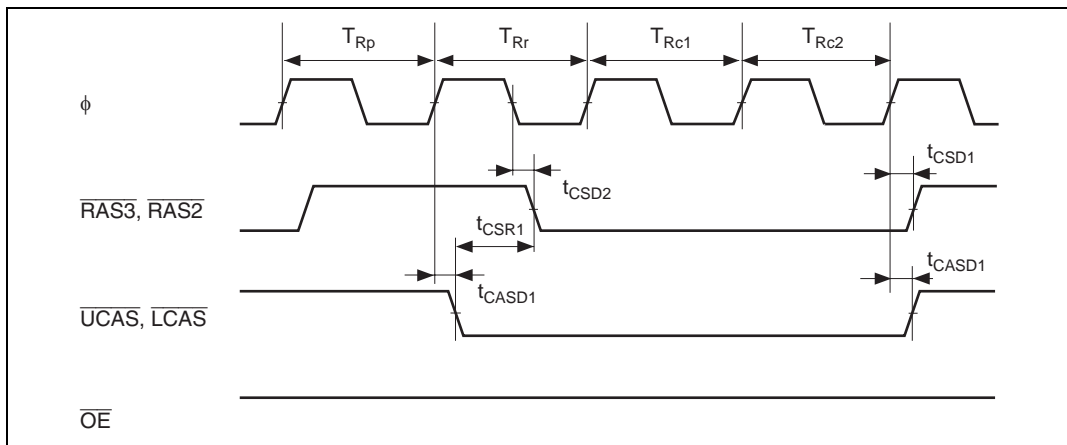 TRp TRr TRc1 TRc2
ϕ
tCSD1
tCSD2
RAS3, RAS2
tCSR1
tCASD1
tCASD1
UCAS, LCAS
OE